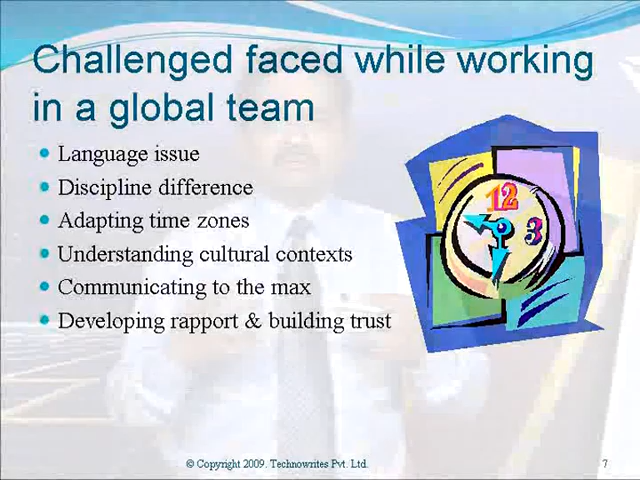 Challenged faced while working
in a global team
Language issue
Discipline difference
Adapting time zones
Understanding cultural contexts
Communicating to the max
Developing rapport & building trust
12
3
© Copyright 2009. Technowrites Pvt. Ltd.
7